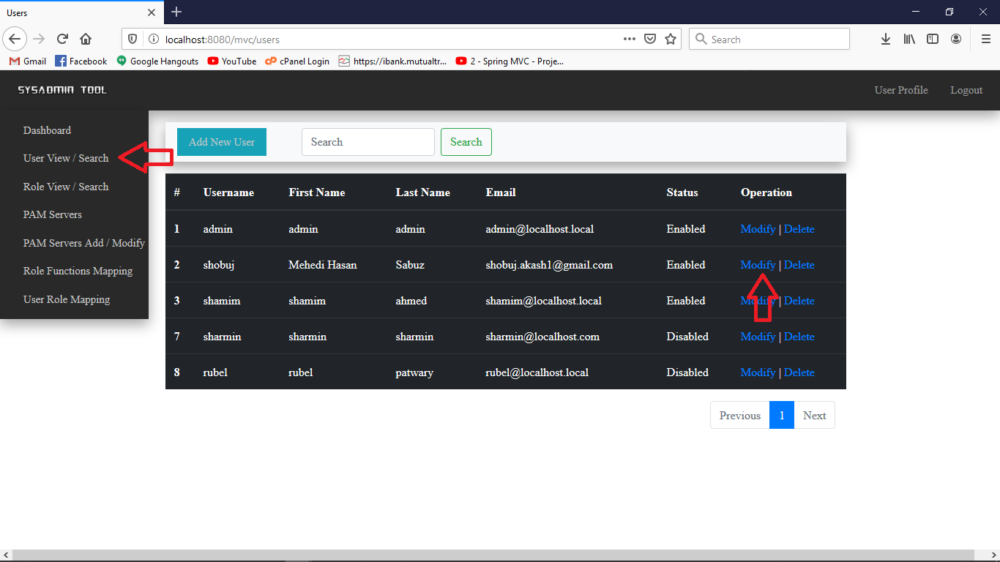 Users
localhost:8080/mvc/users
Search
Gmail Facebook Google Hangouts YouTube cPanel Login https://ibank.mutualtr... 2 - Spring MVC - Proje...
SYSADMIN TOOL User Profile Logout
Dashboard
User View / Search
Role View / Search
PAM Servers
PAM Servers Add / Modify
Role Functions Mapping
User Role Mapping
Add New User Search Search
# Username First Name Last Name Email Status Operation
1 admin admin admin admin@localhost.local Enabled Modify | Delete
2 shobuj Mehedi Hasan Sabuz shobuj.akash1@gmail.com Enabled Modify | Delete
3 shamim shamim ahmed shamim@localhost.local Enabled Modify | Delete
7 sharmin sharmin sharmin sharmin@localhost.com Disabled Modify | Delete
8 rubel rubel patwary rubel@localhost.local Disabled Modify | Delete
Previous 1 Next